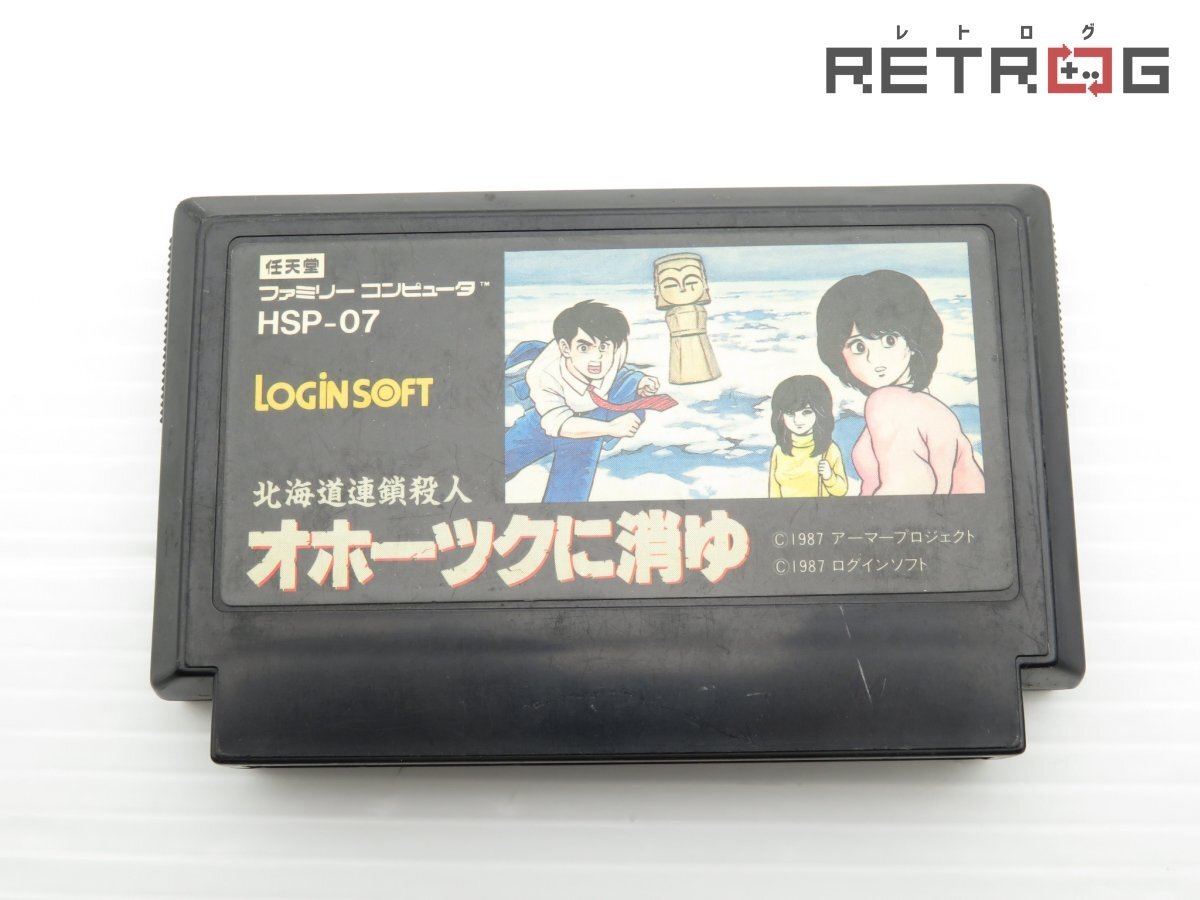 レトログ
RETROG
任天堂
ファミリー コンピュータ™
HSP-07
LOGiN SOFT
北海道連鎖殺人
オホーツクに消ゆ
©1987 アーマープロジェクト
©1987 ログインソフト